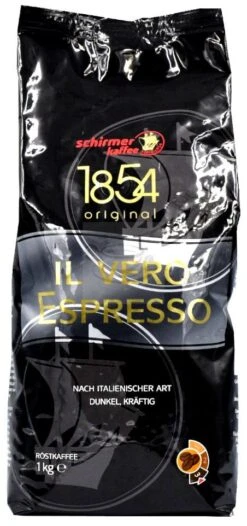 schirmer
kaffee
1854
original
IL VERO
ESPRESSO
NACH ITALIENISCHER ART
DUNKEL, KRÄFTIG
RÖSTKAFFEE
1kg e